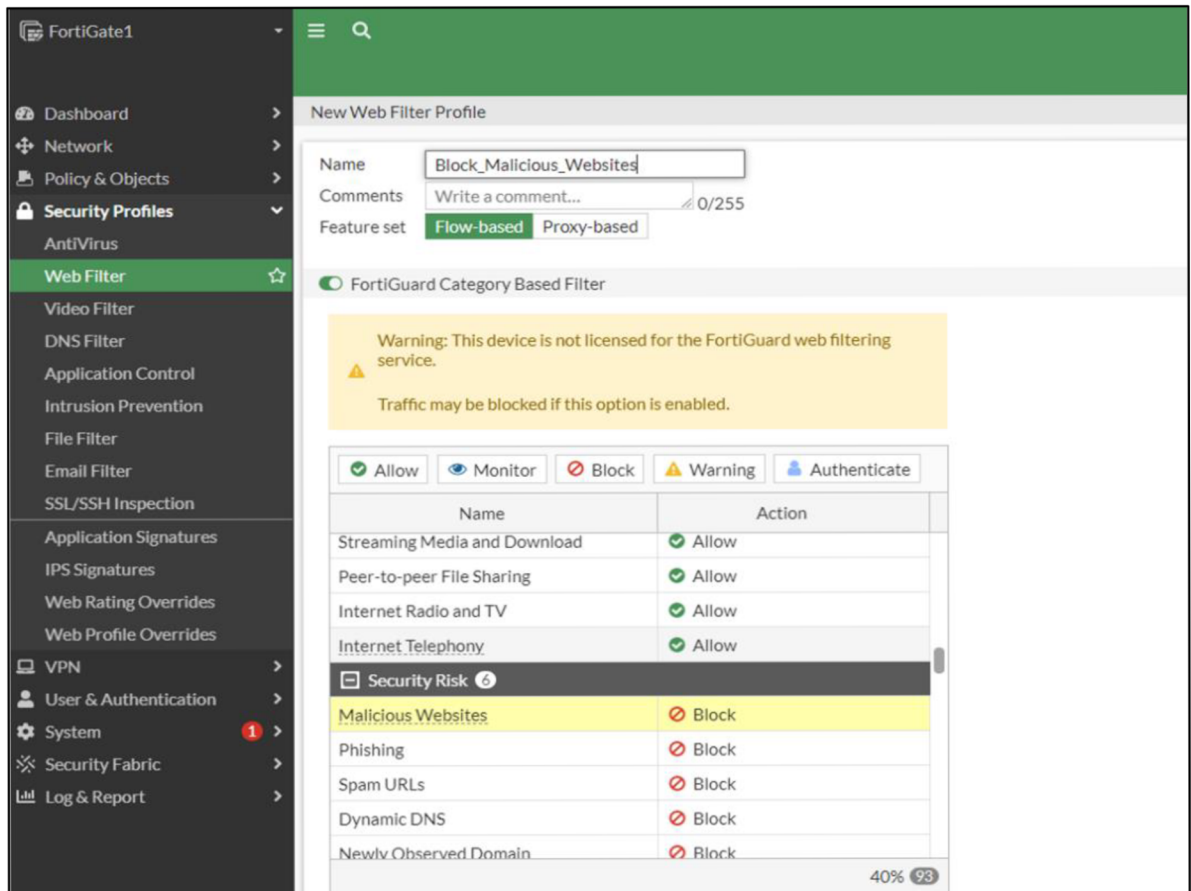 FortiGate1
Dashboard
Network
Policy & Objects
Security Profiles
AntiVirus
Web Filter
Video Filter
DNS Filter
Application Control
Intrusion Prevention
File Filter
Email Filter
SSL/SSH Inspection
Application Signatures
IPS Signatures
Web Rating Overrides
Web Profile Overrides
VPN
User & Authentication
System 1
Security Fabric
Log & Report
New Web Filter Profile
Name Block_Malicious_Websites
Comments Write a comment... 0/255
Feature set Flow-based Proxy-based
FortiGuard Category Based Filter
Warning: This device is not licensed for the FortiGuard web filtering
service.
Traffic may be blocked if this option is enabled.
Allow Monitor Block Warning Authenticate
Name Action
Streaming Media and Download Allow
Peer-to-peer File Sharing Allow
Internet Radio and TV Allow
Internet Telephony Allow
Security Risk 6
Malicious Websites Block
Phishing Block
Spam URLs Block
Dynamic DNS Block
Newly Observed Domain Block
40% 93